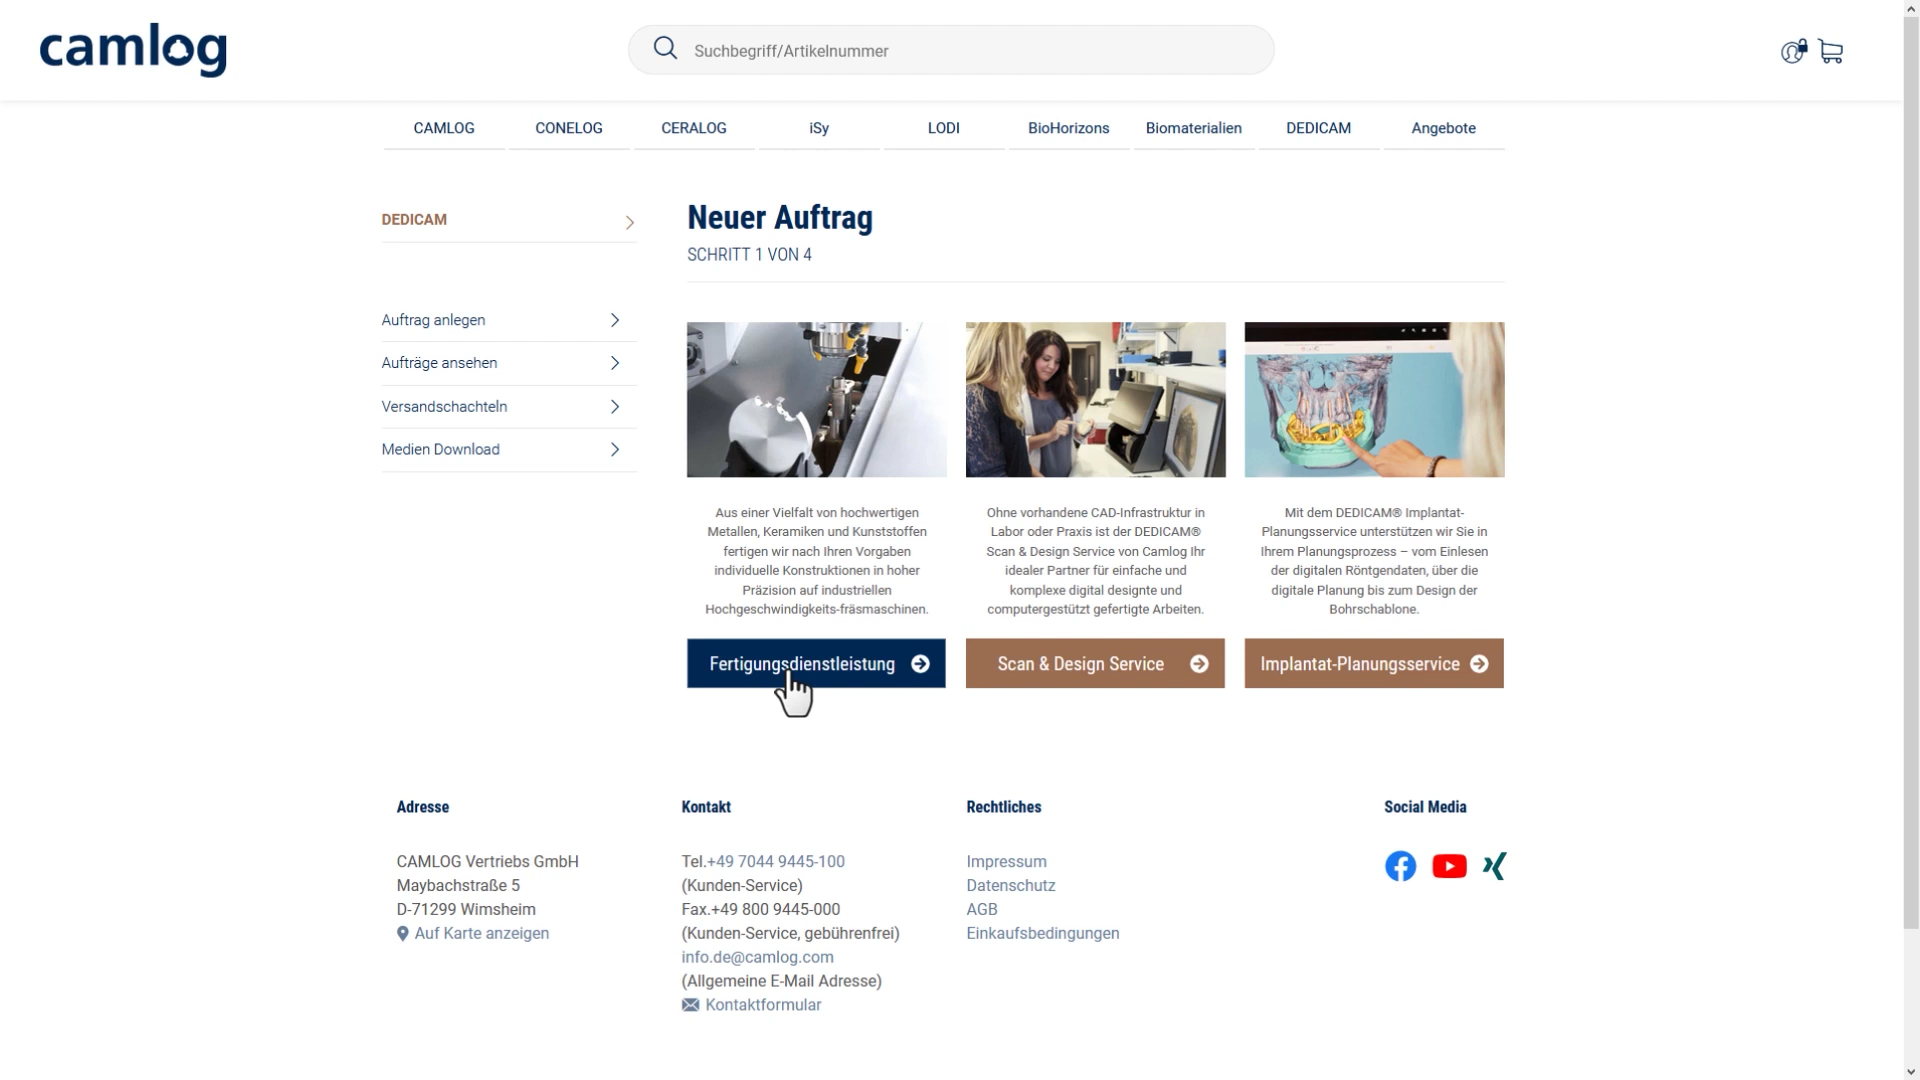 camlog
Suchbegriff/Artikelnummer
CAMLOG
CONELOG
CERALOG
iSy
LODI
BioHorizons
Biomaterialien
DEDICAM
Angebote
DEDICAM
Auftrag anlegen
Aufträge ansehen
Versandschachteln
Medien Download
Neuer Auftrag
SCHRITT 1 VON 4
Aus einer Vielfalt von hochwertigen
Metallen, Keramiken und Kunststoffen
fertigen wir nach Ihren Vorgaben
individuelle Konstruktionen in hoher
Präzision auf industriellen
Hochgeschwindigkeits-fräsmaschinen.
Fertigungsdienstleistung
Ohne vorhandene CAD-Infrastruktur in
Labor oder Praxis ist der DEDICAM®
Scan & Design Service von Camlog Ihr
idealer Partner für einfache und
komplexe digital designte und
computergestützt gefertigte Arbeiten.
Scan & Design Service
Mit dem DEDICAM® Implantat-
Planungsservice unterstützen wir Sie in
Ihrem Planungsprozess – vom Einlesen
der digitalen Röntgendaten, über die
digitale Planung bis zum Design der
Bohrschablone.
Implantat-Planungsservice
Adresse
CAMLOG Vertriebs GmbH
Maybachstraße 5
D-71299 Wimsheim
Auf Karte anzeigen
Kontakt
Tel.+49 7044 9445-100
(Kunden-Service)
Fax.+49 800 9445-000
(Kunden-Service, gebührenfrei)
info.de@camlog.com
(Allgemeine E-Mail Adresse)
Kontaktformular
Rechtliches
Impressum
Datenschutz
AGB
Einkaufsbedingungen
Social Media